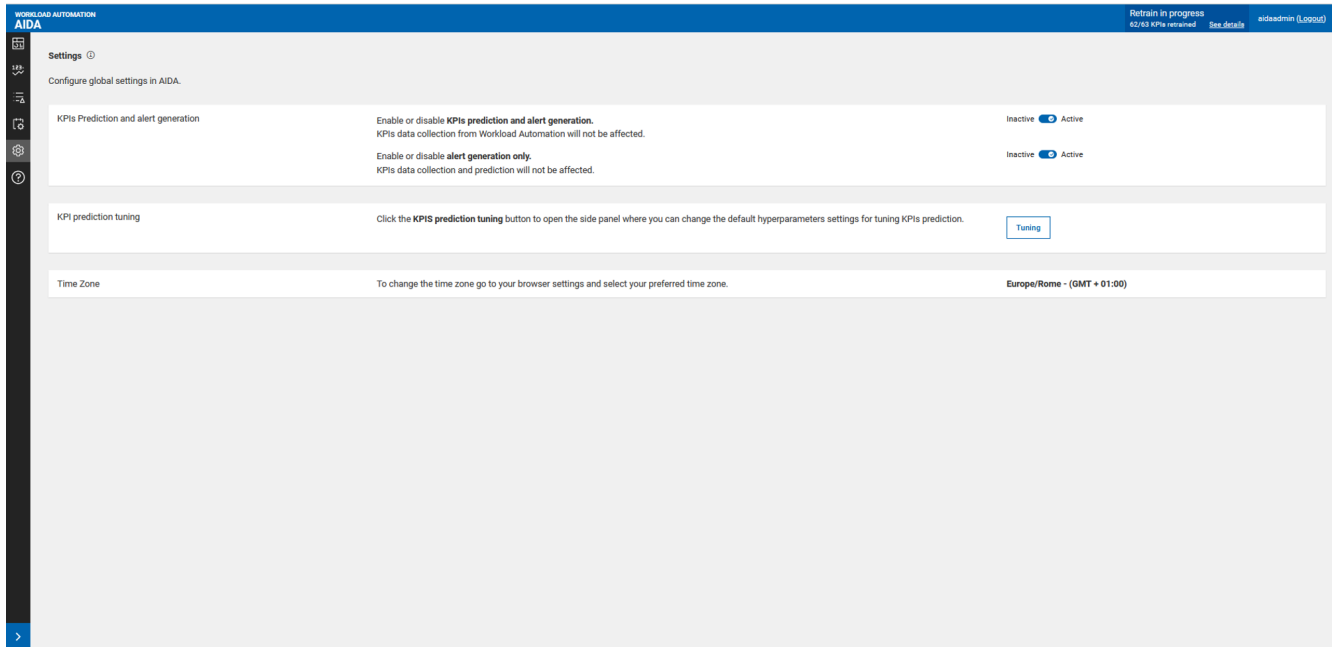 WORKLOAD AUTOMATION
AIDA
Retrain in progress
62/63 KPIs retrained See details
aidaadmin (Logout)
Settings
Configure global settings in AIDA.
KPIs Prediction and alert generation
Enable or disable KPIs prediction and alert generation.
KPIs data collection from Workload Automation will not be affected.
Inactive Active
Enable or disable alert generation only.
KPIs data collection and prediction will not be affected.
Inactive Active
KPI prediction tuning
Click the KPIS prediction tuning button to open the side panel where you can change the default hyperparameters settings for tuning KPIs prediction.
Tuning
Time Zone
To change the time zone go to your browser settings and select your preferred time zone.
Europe/Rome - (GMT + 01:00)